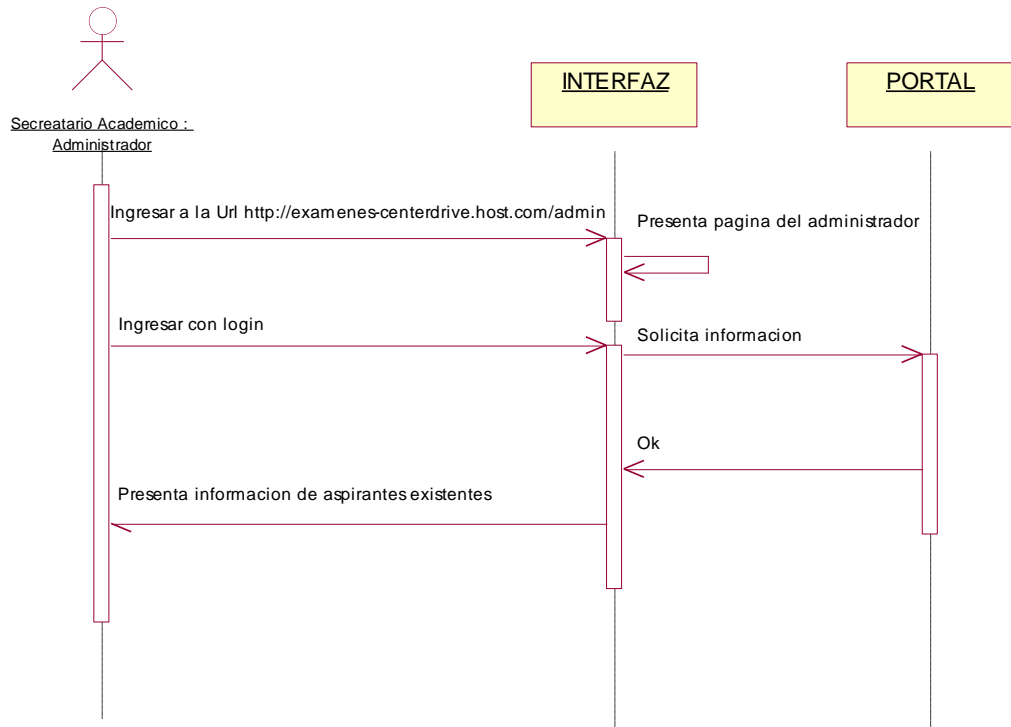 INTERFAZ
PORTAL
Secreatario Academico :
Administrador
Ingresar a la Url http://examenes-centerdrive.host.com/admin
Presenta pagina del administrador
Ingresar con login
Solicita informacion
Ok
Presenta informacion de aspirantes existentes